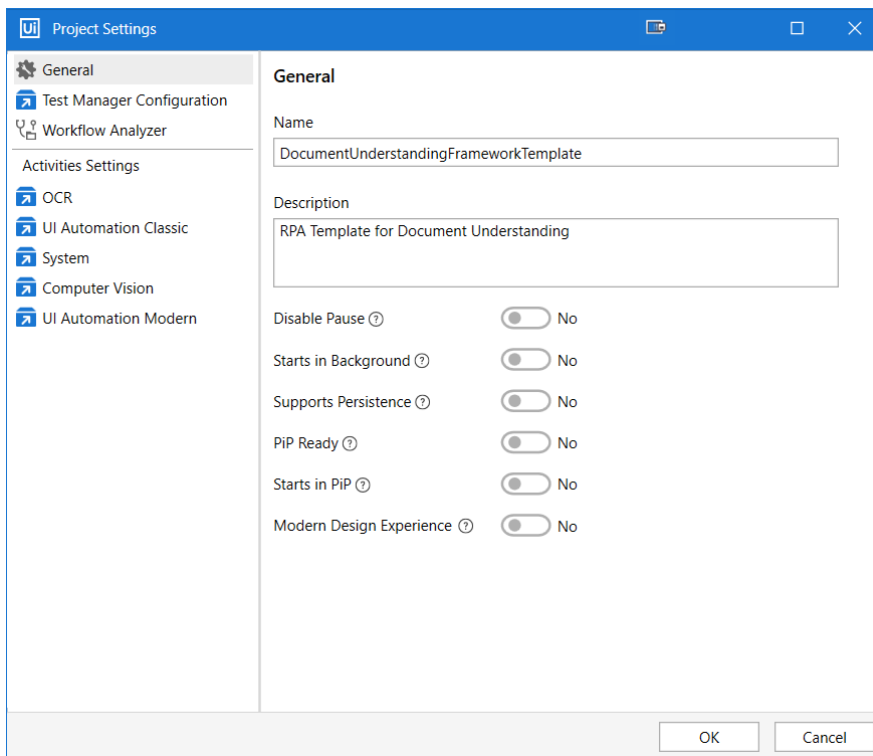 Ui Project Settings
General
Test Manager Configuration
Workflow Analyzer
Activities Settings
OCR
UI Automation Classic
System
Computer Vision
UI Automation Modern
General
Name
DocumentUnderstandingFrameworkTemplate
Description
RPA Template for Document Understanding
Disable Pause ? No
Starts in Background ? No
Supports Persistence ? No
PiP Ready ? No
Starts in PiP ? No
Modern Design Experience ? No
OK Cancel